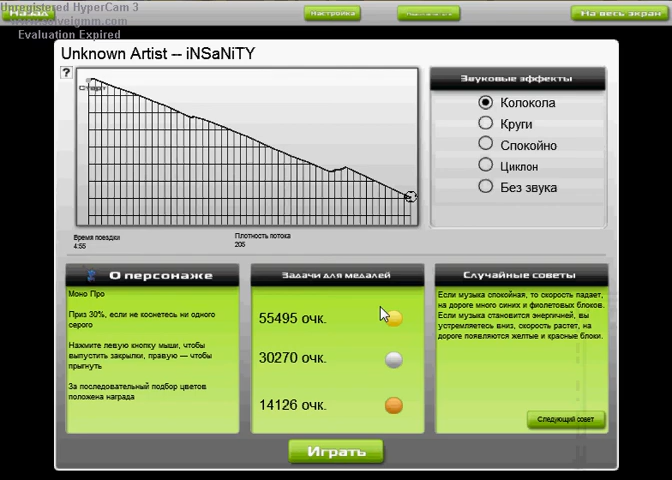 Unregistered HyperCam 3
www.solveigmm.com
Evaluation Expired
Назад
Настройка
На весь экран
Unknown Artist -- iNSaNiTY
?
Старт
Время поездки
4:55
Плотность потока
205
Звуковые эффекты
Колокола
Круги
Спокойно
Циклон
Без звука
О персонаже
Моно Про
Приз 30%, если не коснетесь ни одного
серого
Нажмите левую кнопку мыши, чтобы
выпустить закрылки, правую — чтобы
прыгнуть
За последовательный подбор цветов
положена награда
Задачи для медалей
55495 очк.
30270 очк.
14126 очк.
Случайные советы
Если музыка спокойная, то скорость падает,
на дороге много синих и фиолетовых блоков.
Если музыка становится энергичней, вы
устремляетесь вниз, скорость растет, на
дороге появляются желтые и красные блоки.
Следующий совет
Играть